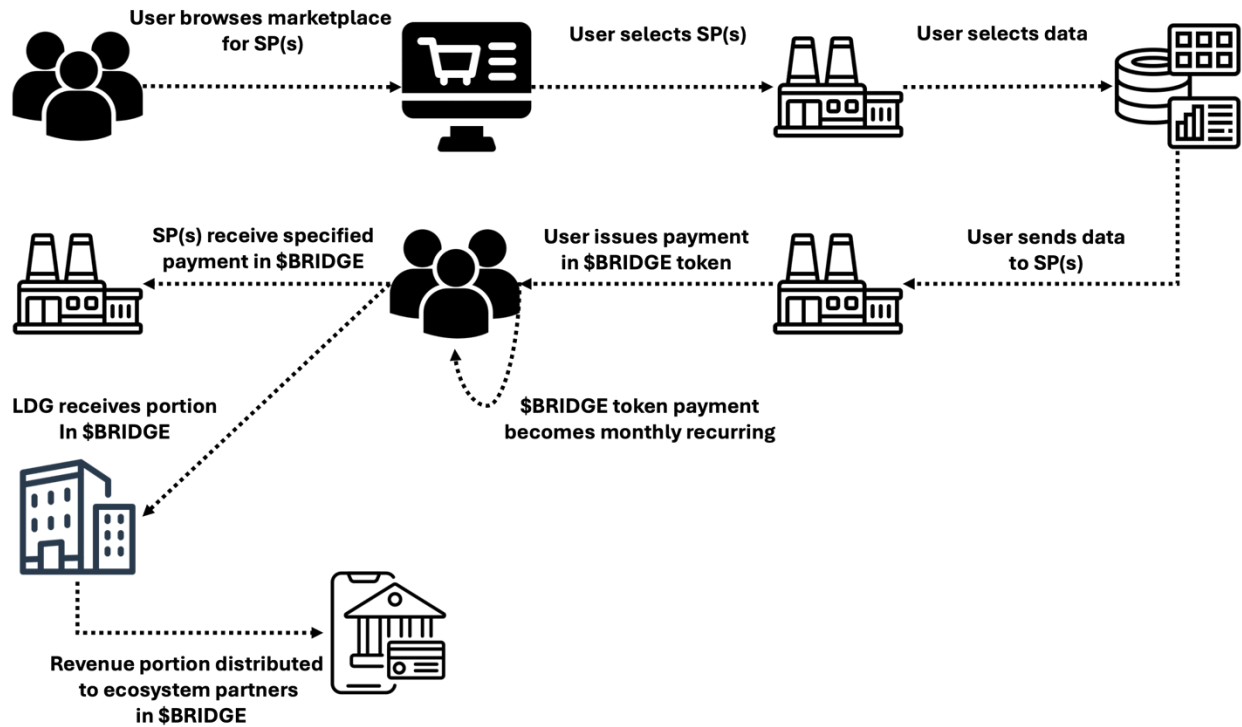 User browses marketplace
for SP(s)
User selects SP(s)
User selects data
User sends data
to SP(s)
User issues payment
in $BRIDGE token
SP(s) receive specified
payment in $BRIDGE
$BRIDGE token payment
becomes monthly recurring
LDG receives portion
In $BRIDGE
Revenue portion distributed
to ecosystem partners
in $BRIDGE